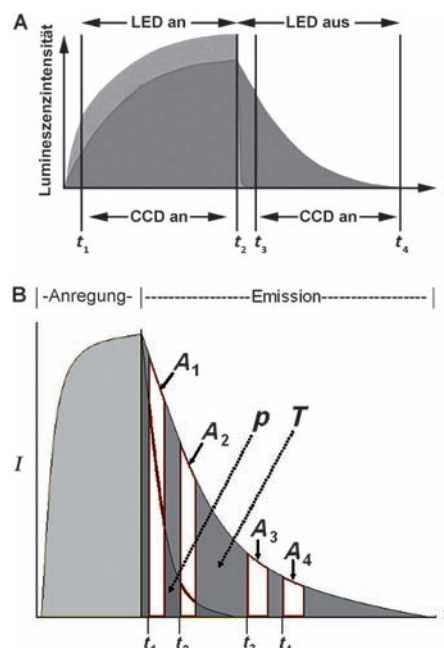 A
LED an LED aus
Lumineszenzintensität
CCD an CCD an
t1 t2 t3 t4
B |-Anregung-|---Emission---|
A1
A2 p T
I
A3 A4
t1 t2 t3 t4